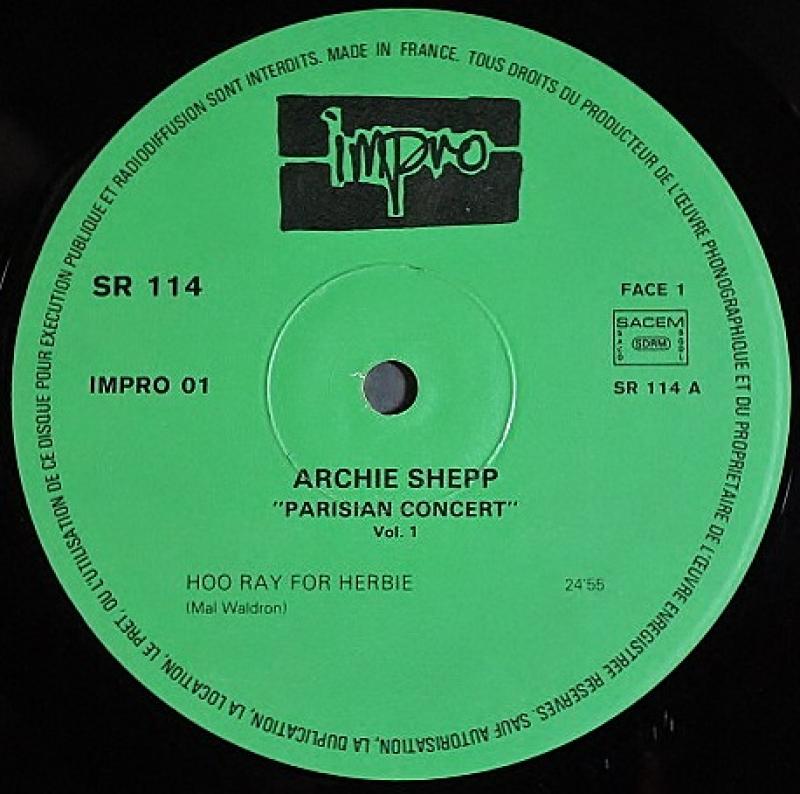 MADE IN FRANCE. TOUS DROITS DU PRODUCTEUR DE L'ŒUVRE PHONOGRAPHIQUE ET DU PROPRIETAIRE DE L'ŒUVRE ENREGISTREE RESERVES. SAUF AUTORISATION, LA DUPLICATION, LA LOCATION, LE PRET, OU L'UTILISATION DE CE DISQUE POUR EXECUTION PUBLIQUE ET RADIODIFFUSION SONT INTERDITS.
impro
SR 114
FACE 1
SACEM
SACD
SDRM
SGDL
IMPRO 01
SR 114 A
ARCHIE SHEPP
"PARISIAN CONCERT"
Vol. 1
HOO RAY FOR HERBIE 24'55
(Mal Waldron)